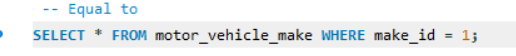 -- Equal to
SELECT * FROM motor_vehicle_make WHERE make_id = 1;